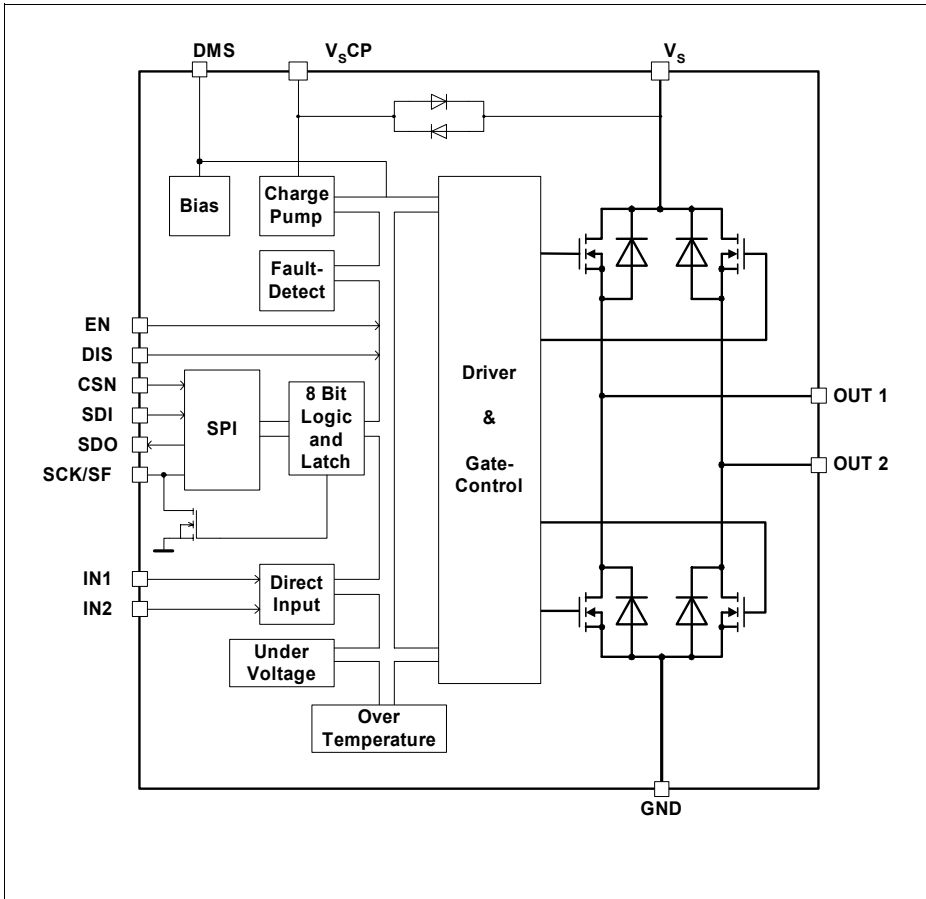 DMS
VSCP
VS
Bias
Charge
Pump
Fault-
Detect
EN
DIS
CSN
SDI
SDO
SCK/SF
SPI
8 Bit
Logic
and
Latch
Driver
&
Gate-
Control
OUT 1
OUT 2
IN1
IN2
Direct
Input
Under
Voltage
Over
Temperature
GND